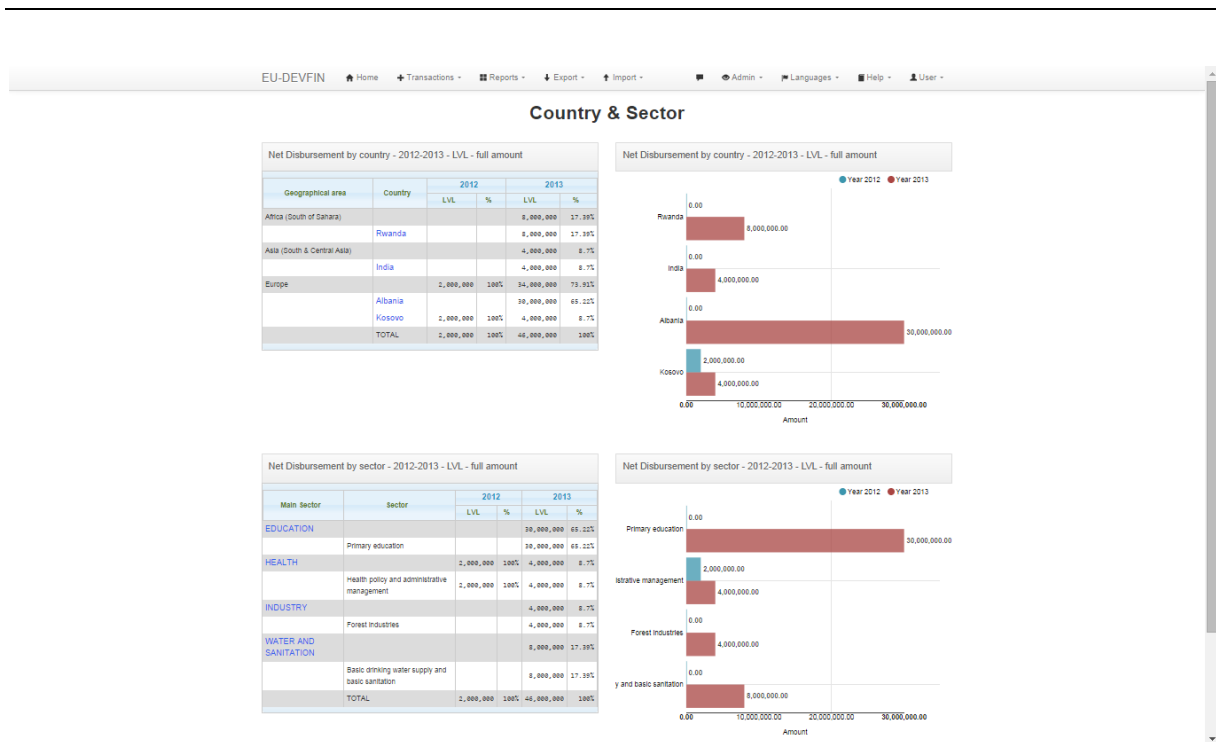 EU-DEVFIN Home Transactions Reports Export Import Admin Languages Help User
Country & Sector
Net Disbursement by country - 2012-2013 - LVL - full amount
Geographical area Country 2012 2013
LVL % LVL %
Africa (South of Sahara) 8,000,000 17.39%
Rwanda 8,000,000 17.39%
Asia (South & Central Asia) 4,000,000 8.7%
India 4,000,000 8.7%
Europe 2,000,000 100% 34,000,000 73.91%
Albania 30,000,000 65.22%
Kosovo 2,000,000 100% 4,000,000 8.7%
TOTAL 2,000,000 100% 46,000,000 100%
Net Disbursement by country - 2012-2013 - LVL - full amount
Year 2012 Year 2013
0.00
Rwanda
8,000,000.00
0.00
India
4,000,000.00
0.00
Albania
30,000,000.00
2,000,000.00
Kosovo
4,000,000.00
0.00 10,000,000.00 20,000,000.00 30,000,000.00
Amount
Net Disbursement by sector - 2012-2013 - LVL - full amount
Main Sector Sector 2012 2013
LVL % LVL %
EDUCATION 30,000,000 65.22%
Primary education 30,000,000 65.22%
HEALTH 2,000,000 100% 4,000,000 8.7%
Health policy and administrative
management 2,000,000 100% 4,000,000 8.7%
INDUSTRY 4,000,000 8.7%
Forest industries 4,000,000 8.7%
WATER AND
SANITATION 8,000,000 17.39%
Basic drinking water supply and
basic sanitation 8,000,000 17.39%
TOTAL 2,000,000 100% 46,000,000 100%
Net Disbursement by sector - 2012-2013 - LVL - full amount
Year 2012 Year 2013
0.00
Primary education
30,000,000.00
2,000,000.00
istrative management
4,000,000.00
0.00
Forest industries
4,000,000.00
0.00
y and basic sanitation
8,000,000.00
0.00 10,000,000.00 20,000,000.00 30,000,000.00
Amount